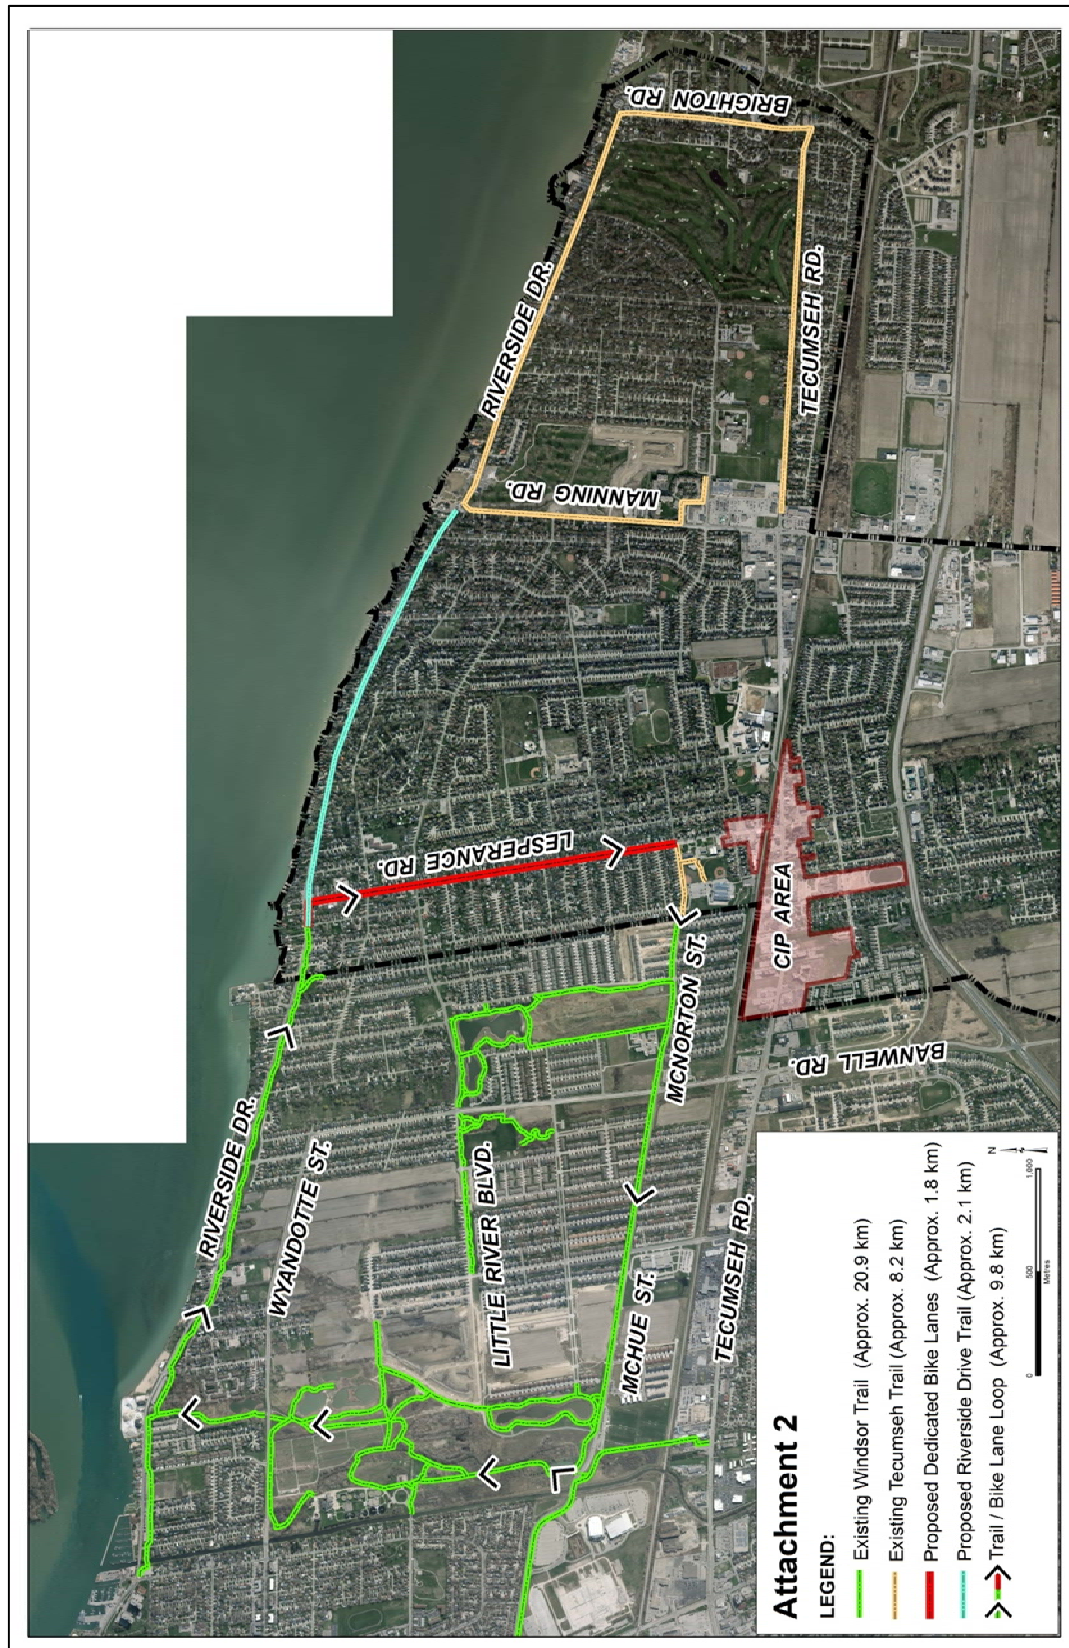 BRIGHTON RD.
RIVERSIDE DR.
TECUMSEH RD.
MANNING RD.
LESPERANCE RD.
CIP AREA
MCNORTON ST.
BANWELL RD.
RIVERSIDE DR.
WYANDOTTE ST.
LITTLE RIVER BLVD.
MCHUE ST.
TECUMSEH RD.
Attachment 2
LEGEND:
Existing Windsor Trail (Approx. 20.9 km)
Existing Tecumseh Trail (Approx. 8.2 km)
Proposed Dedicated Bike Lanes (Approx. 1.8 km)
Proposed Riverside Drive Trail (Approx. 2.1 km)
Trail / Bike Lane Loop (Approx. 9.8 km)
N
0 500 1,000
Metres